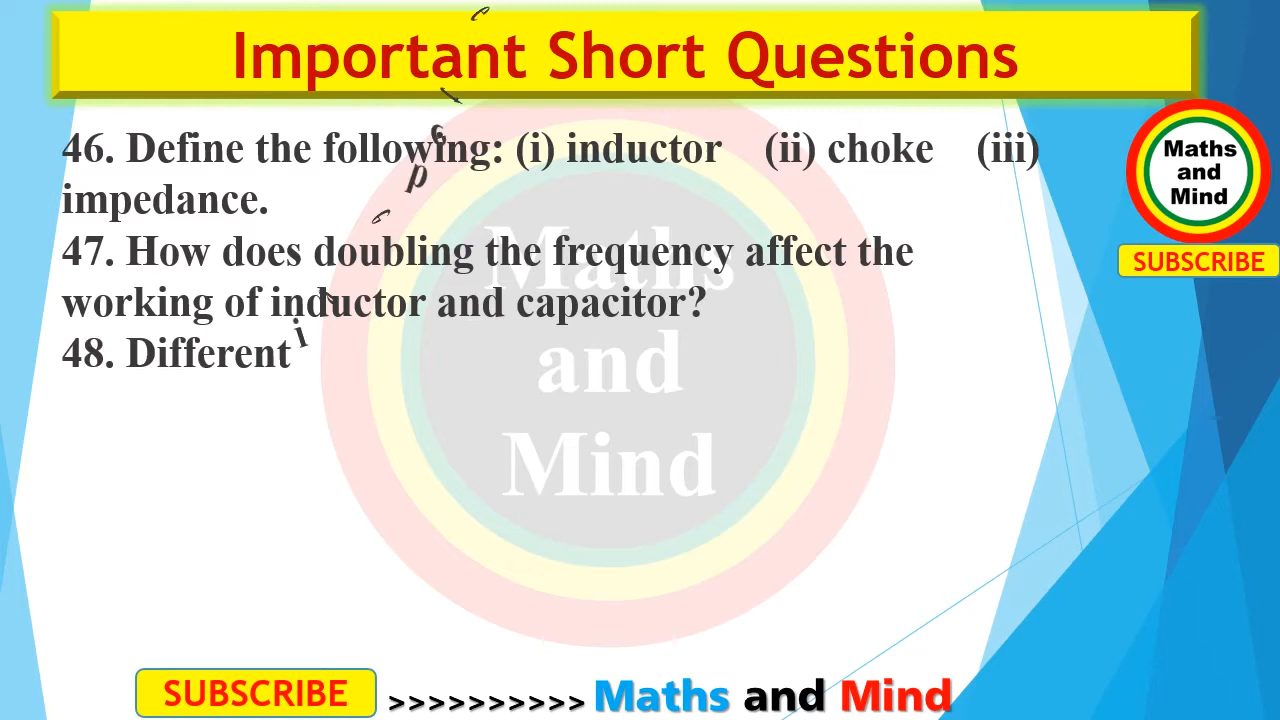 Important Short Questions
46. Define the following: (i) inductor (ii) choke (iii)
impedance.
47. How does doubling the frequency affect the
working of inductor and capacitor?
48. Different
Maths
and
Mind
SUBSCRIBE
Maths
and
Mind
SUBSCRIBE >>>>>>>>>> Maths and Mind